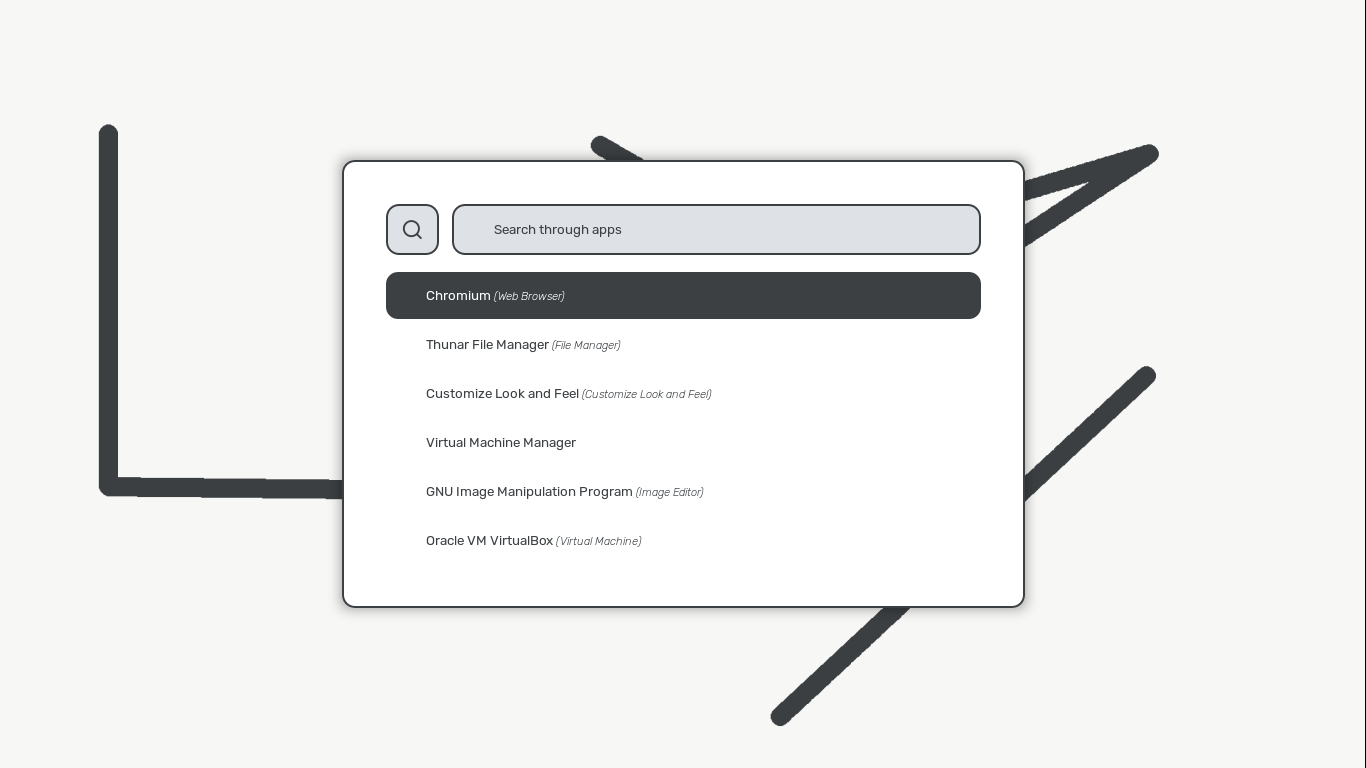 Search through apps
Chromium (Web Browser)
Thunar File Manager (File Manager)
Customize Look and Feel (Customize Look and Feel)
Virtual Machine Manager
GNU Image Manipulation Program (Image Editor)
Oracle VM VirtualBox (Virtual Machine)